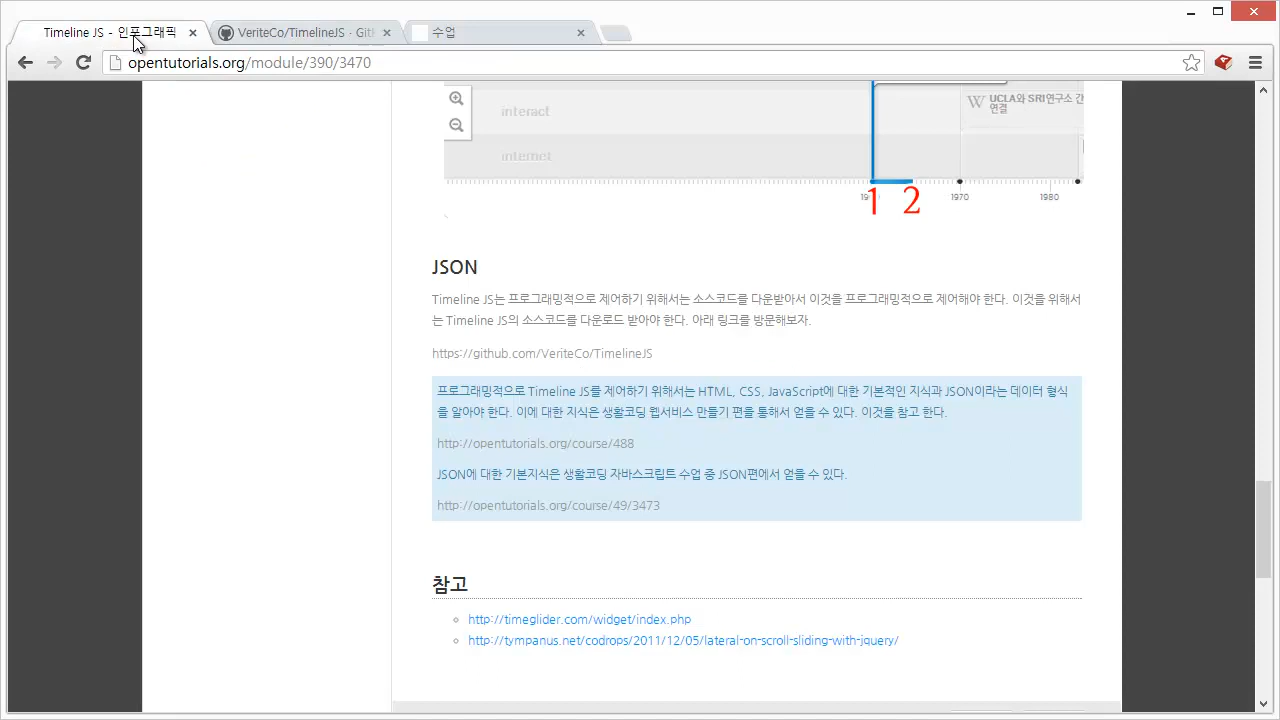 Timeline JS - 인포그래픽
VeriteCo/TimelineJS · Gith
수업
opentutorials.org/module/390/3470
interact
UCLA와 SRI연구소 간
연결
internet
1 2
1970
1980
JSON
Timeline JS는 프로그래밍적으로 제어하기 위해서는 소스코드를 다운받아서 이것을 프로그래밍적으로 제어해야 한다. 이것을 위해서
는 Timeline JS의 소스코드를 다운로드 받아야 한다. 아래 링크를 방문해보자.
https://github.com/VeriteCo/TimelineJS
프로그래밍적으로 Timeline JS를 제어하기 위해서는 HTML, CSS, JavaScript에 대한 기본적인 지식과 JSON이라는 데이터 형식
을 알아야 한다. 이에 대한 지식은 생활코딩 웹서비스 만들기 편을 통해서 얻을 수 있다. 이것을 참고 한다.
http://opentutorials.org/course/488
JSON에 대한 기본지식은 생활코딩 자바스크립트 수업 중 JSON편에서 얻을 수 있다.
http://opentutorials.org/course/49/3473
참고
http://timeglider.com/widget/index.php
http://tympanus.net/codrops/2011/12/05/lateral-on-scroll-sliding-with-jquery/